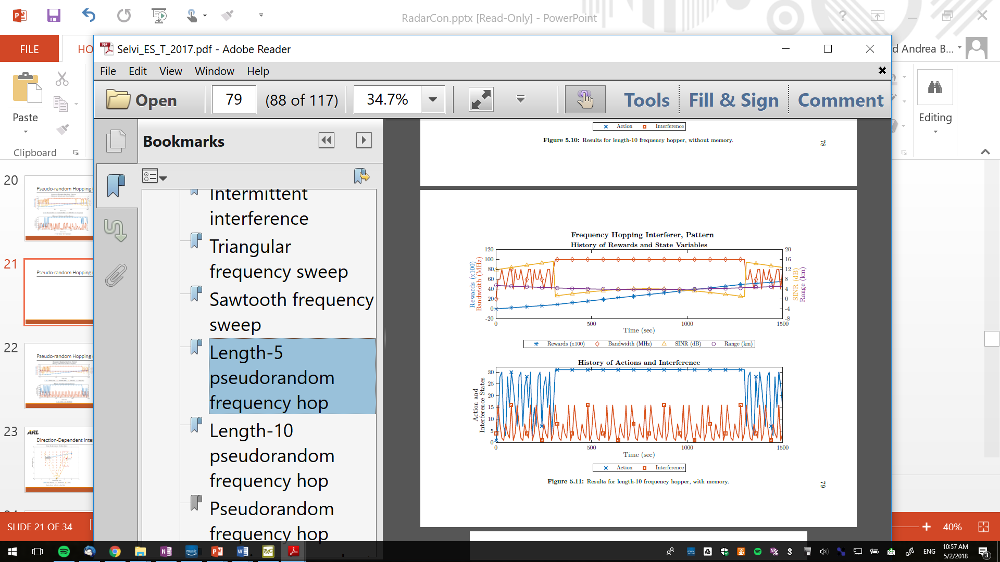 RadarCon.pptx [Read-Only] - PowerPoint
?
FILE
HO
d Andrea B...
Paste
Clipboard
Editing
Selvi_ES_T_2017.pdf - Adobe Reader
File Edit View Window Help
Open 79 (88 of 117) 34.7% Tools Fill & Sign Comment
Bookmarks
Intermittent
interference
Triangular
frequency sweep
Sawtooth frequency
sweep
Length-5
pseudorandom
frequency hop
Length-10
pseudorandom
frequency hop
Pseudorandom
frequency hop
20
Pseudo-random Hopping
21
Pseudo-random Hopping
22
Pseudo-random Hopping
23
ARL
Direction-Dependent Inter
Action Interference
Figure 5.10: Results for length-10 frequency hopper, without memory.
78
Frequency Hopping Interferer, Pattern
History of Rewards and State Variables
Rewards (x100)
Bandwidth (MHz)
120
100
80
60
40
20
0
-20
20
16
12
8
4
0
-4
-8
SINR (dB)
Range (km)
0 500 1000 1500
Time (sec)
Rewards (x100) Bandwidth (MHz) SINR (dB) Range (km)
History of Actions and Interference
Action and
Interference States
30
25
20
15
10
5
0
0 500 1000 1500
Time (sec)
Action Interference
Figure 5.11: Results for length-10 frequency hopper, with memory.
79
SLIDE 21 OF 34
40%
music
ENG
10:57 AM
5/2/2018
3